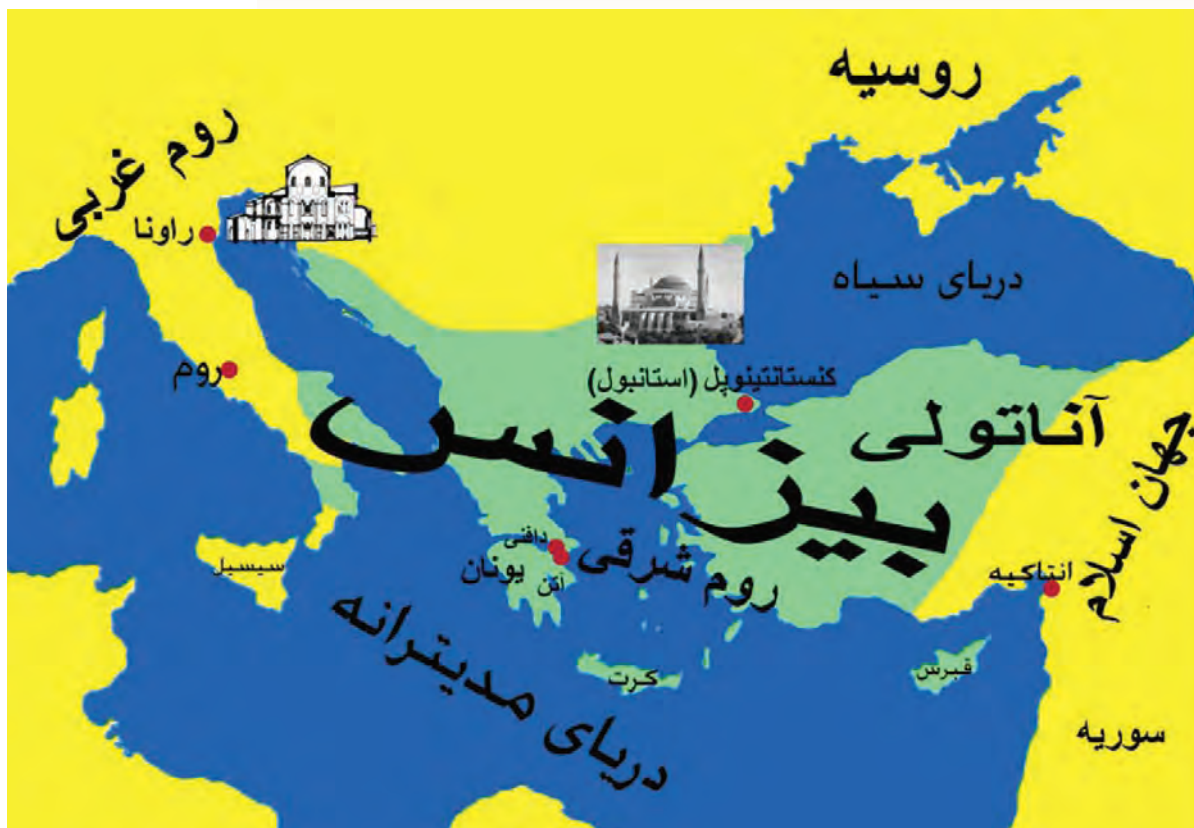 روسیه
روم غربی
راونا
دریای سیاه
روم
کنستانتینوپل (استانبول)
آناتولی
بیزانس
جهان اسلام
دافنی
آتن
یونان
روم شرقی
سیسیل
انتاکیه
دریای مدیترانه
کرت
قبرس
سوریه